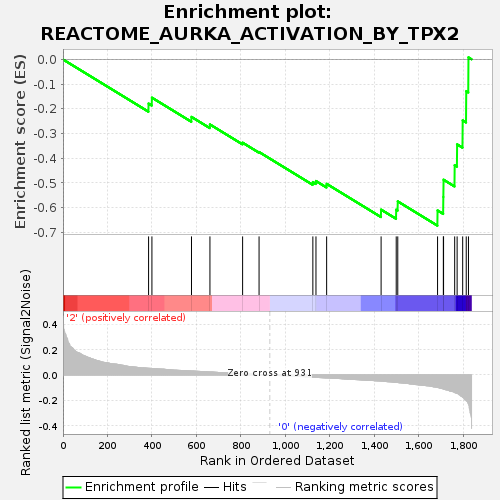 Enrichment plot:
REACTOME_AURKA_ACTIVATION_BY_TPX2
Enrichment score (ES)
0.0
-0.1
-0.2
-0.3
-0.4
-0.5
-0.6
-0.7
'2' (positively correlated)
Ranked list metric (Signal2Noise)
0.4
0.2
0.0
-0.2
-0.4
Zero cross at 931
'0' (negatively correlated)
0 200 400 600 800 1,000 1,200 1,400 1,600 1,800
Rank in Ordered Dataset
Enrichment profile Hits Ranking metric scores